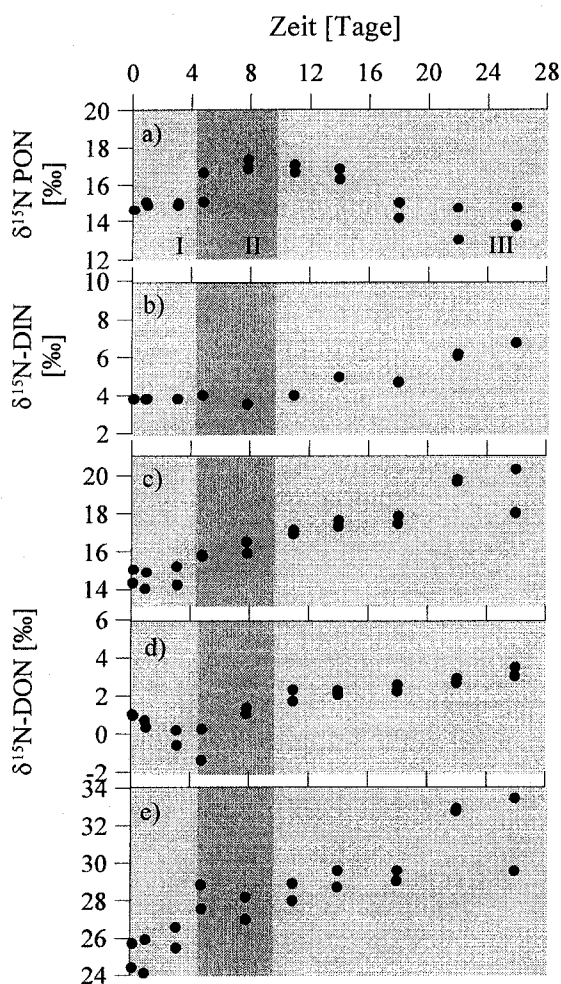 Zeit [Tage]
0 4 8 12 16 20 24 28
δ¹⁵N PON
[‰]
20
18
16
14
12
a)
I II III
δ¹⁵N-DIN
[‰]
10
8
6
4
2
b)
δ¹⁵N-DON [‰]
20
18
16
14
c)
6
4
2
0
-2
d)
34
32
30
28
26
24
e)